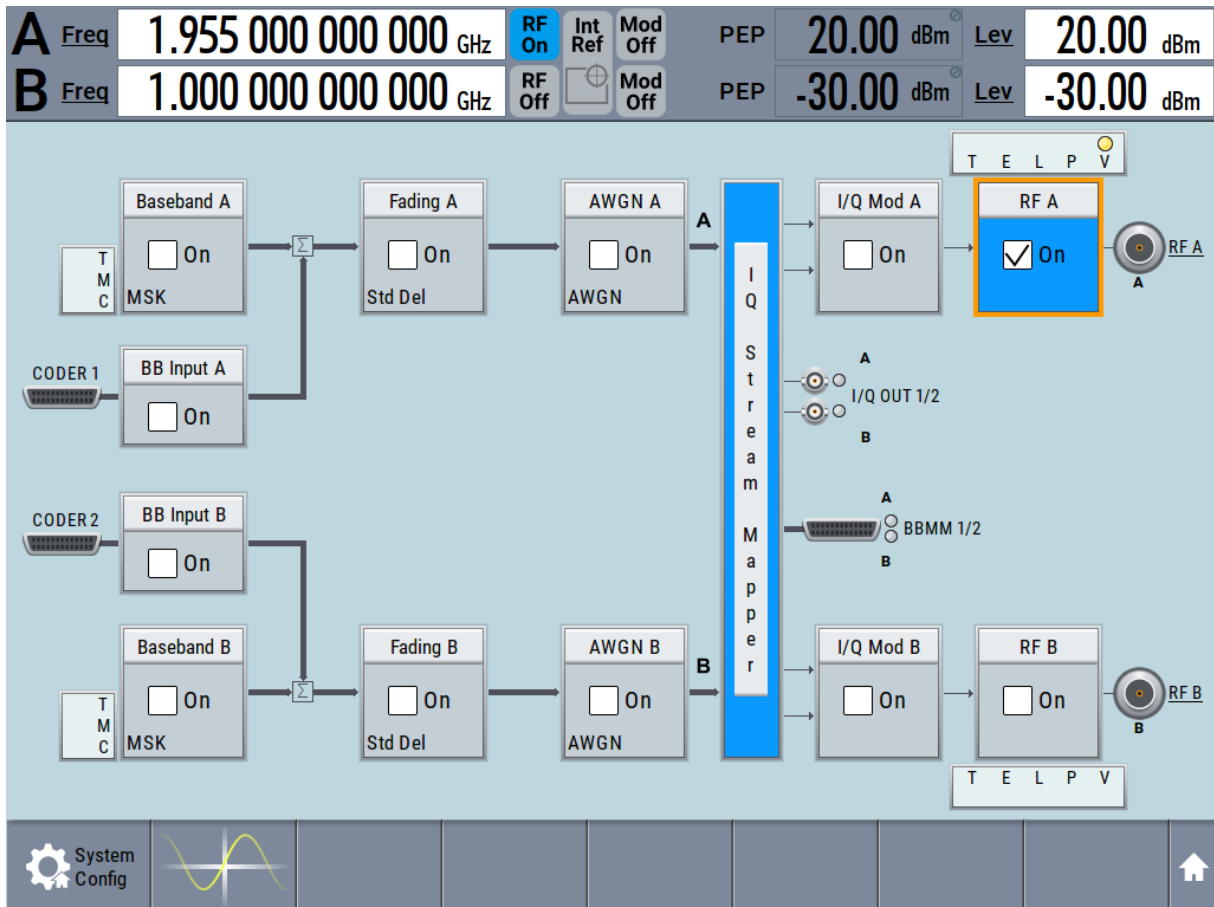 A Freq 1.955 000 000 000 GHz RF On Int Ref Mod Off PEP 20.00 dBm Lev 20.00 dBm
B Freq 1.000 000 000 000 GHz RF Off Mod Off PEP -30.00 dBm Lev -30.00 dBm
T E L P V
Baseband A
On
MSK
T
M
C
Σ
Fading A
On
Std Del
AWGN A
On
AWGN
A
I/Q Mod A
On
RF A
On
RF A
A
CODER 1
BB Input A
On
IQ Stream Mapper
A
I/Q OUT 1/2
B
A
BBMM 1/2
B
CODER 2
BB Input B
On
Baseband B
On
MSK
T
M
C
Σ
Fading B
On
Std Del
AWGN B
On
AWGN
B
I/Q Mod B
On
RF B
On
RF B
B
T E L P V
System
Config